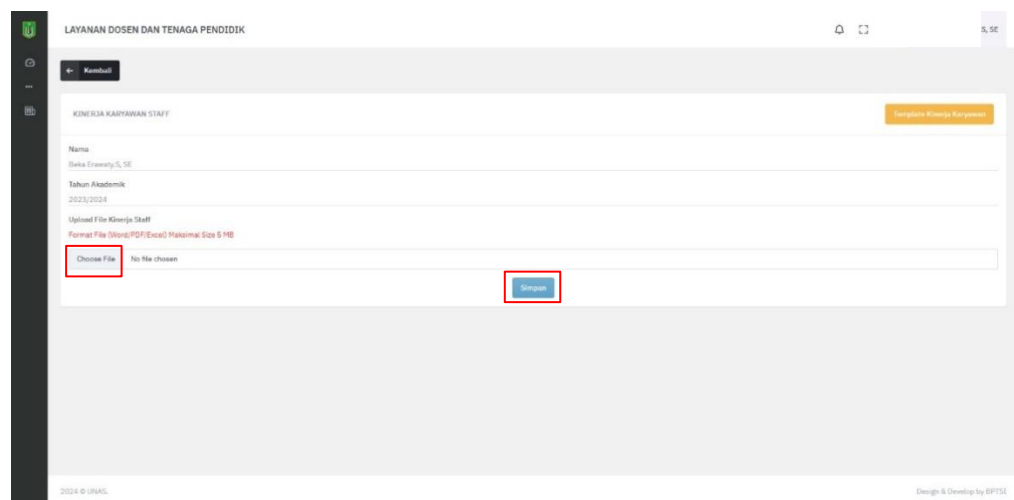 LAYANAN DOSEN DAN TENAGA PENDIDIK
S, SE
← Kembali
KINERJA KARYAWAN STAFF
Template Kinerja Karyawan
Nama
Beka Erawaty.S, SE
Tahun Akademik
2023/2024
Upload File Kinerja Staff
Format File (Word/PDF/Excel) Maksimal Size 5 MB
Choose File No file chosen
Simpan
2024 © UNAS.
Design & Develop by BPTSI